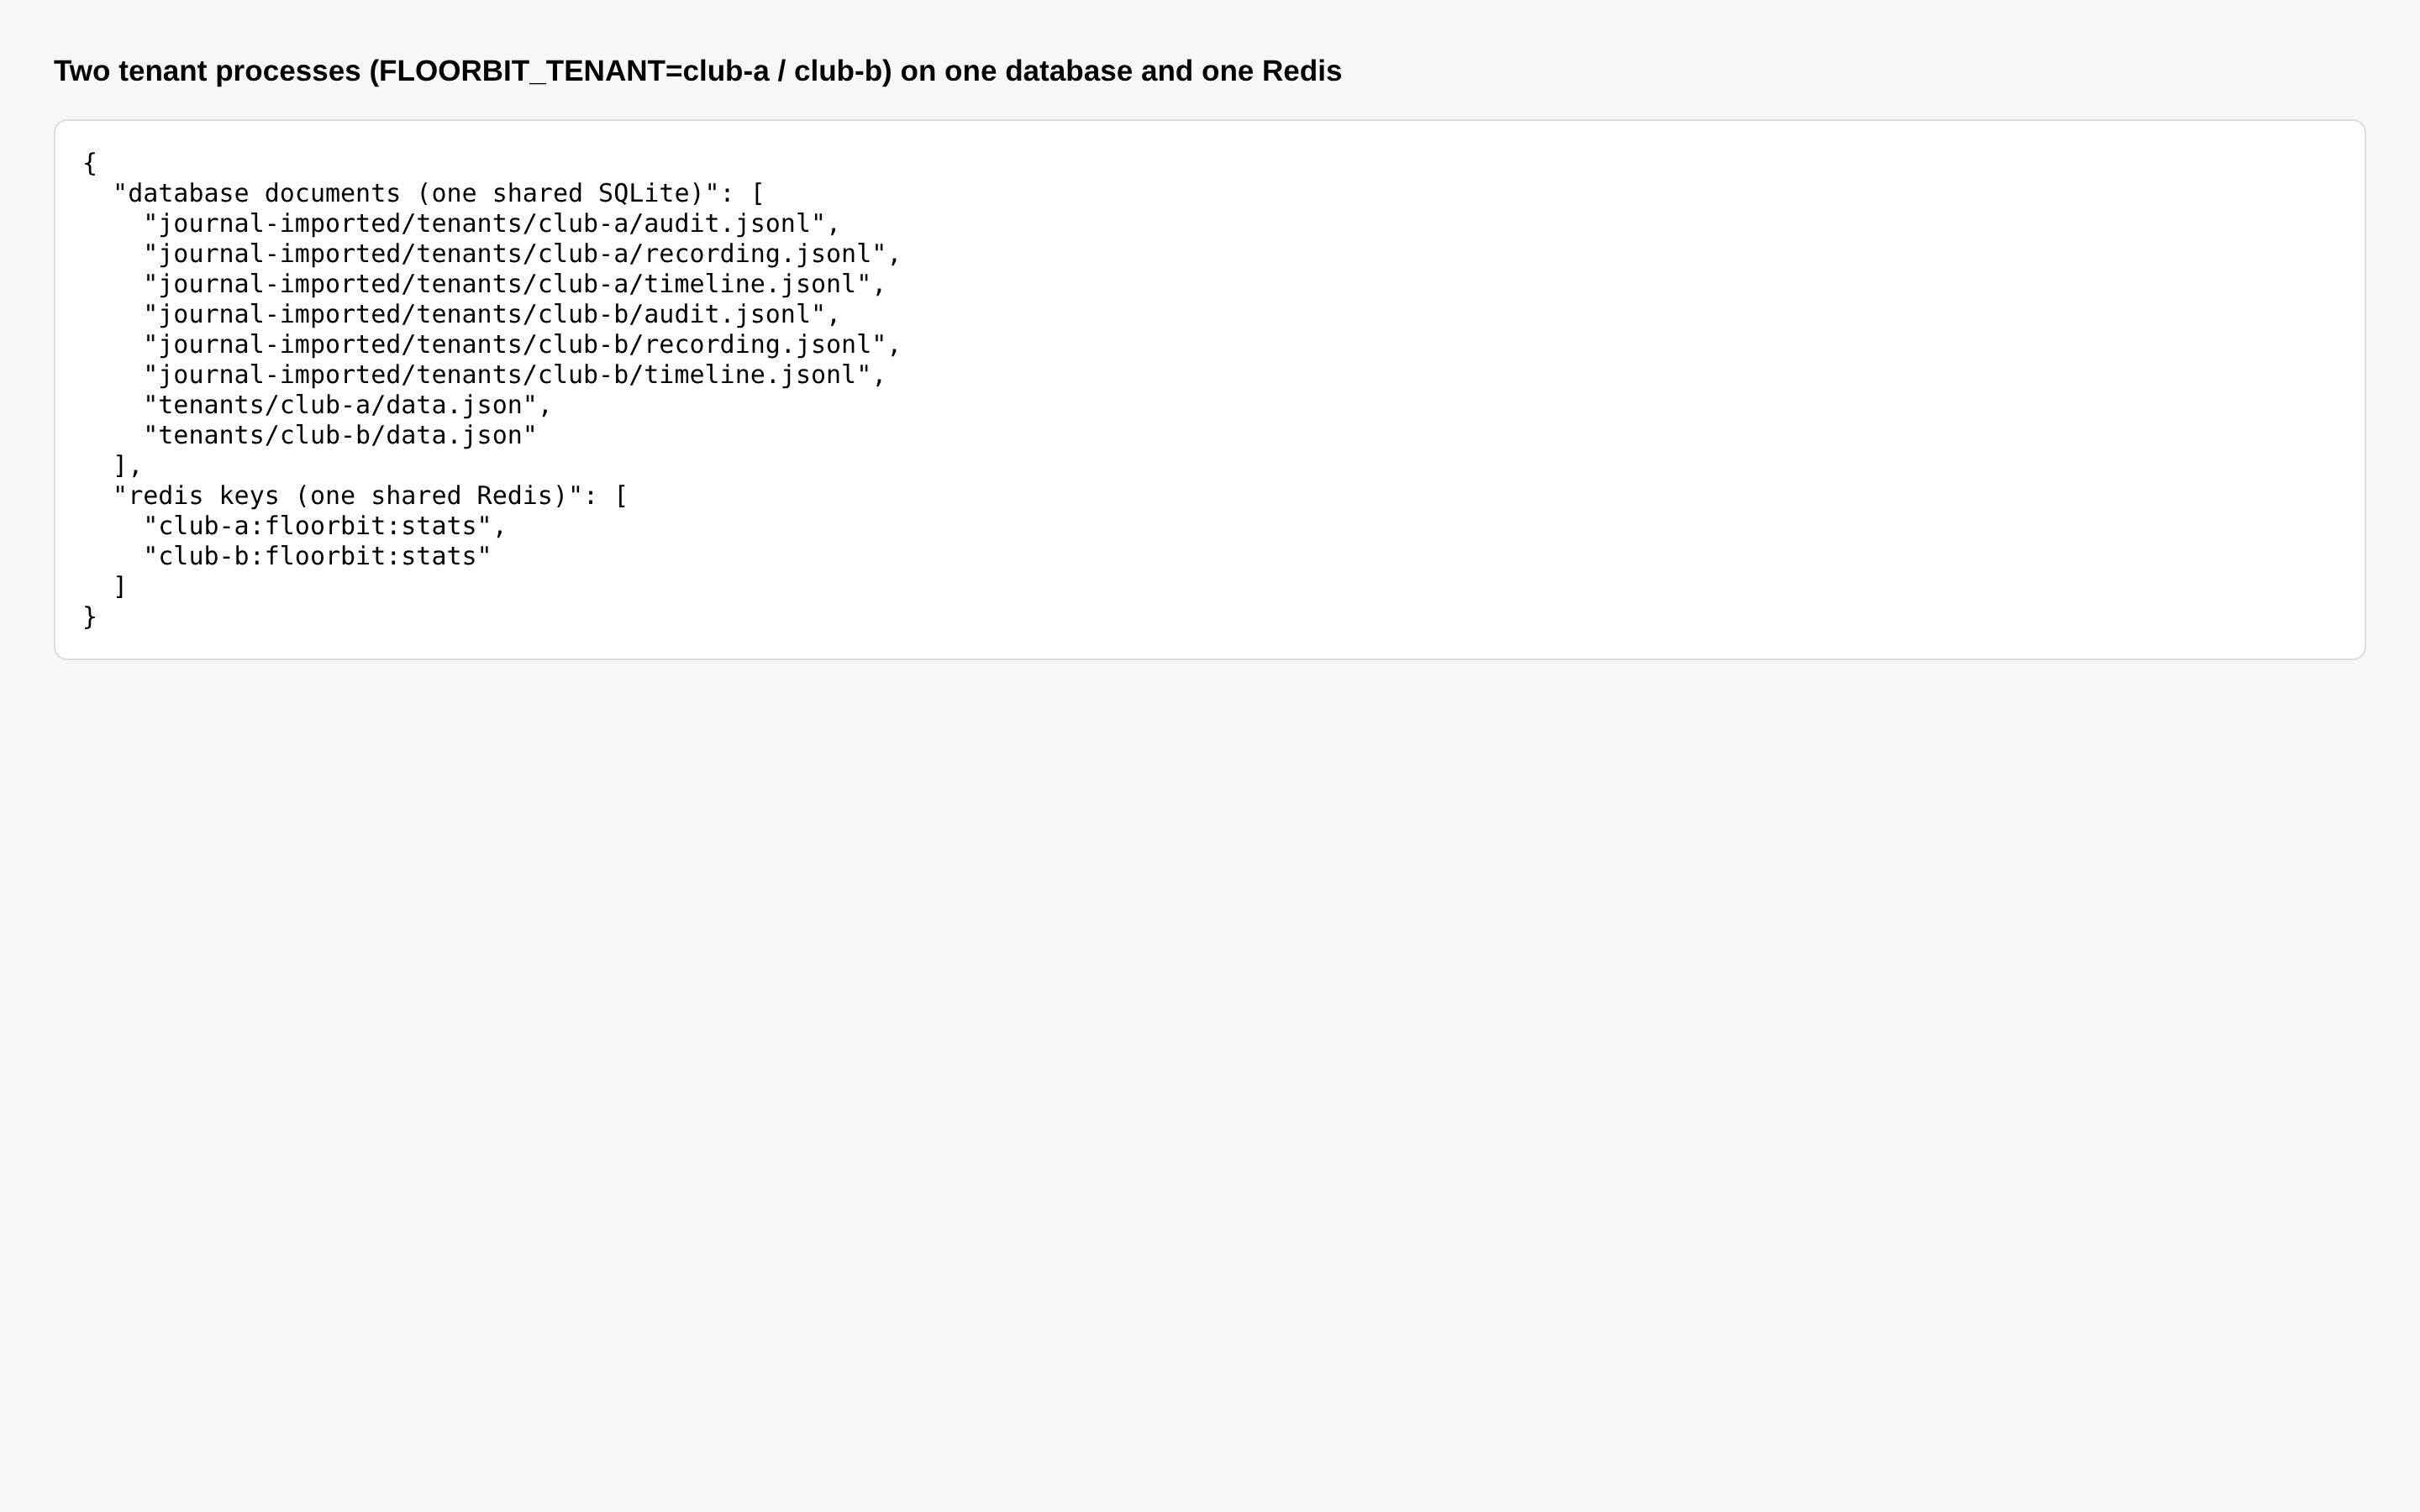 Two tenant processes (FLOORBIT_TENANT=club-a / club-b) on one database and one Redis
{
  "database documents (one shared SQLite)": [
    "journal-imported/tenants/club-a/audit.jsonl",
    "journal-imported/tenants/club-a/recording.jsonl",
    "journal-imported/tenants/club-a/timeline.jsonl",
    "journal-imported/tenants/club-b/audit.jsonl",
    "journal-imported/tenants/club-b/recording.jsonl",
    "journal-imported/tenants/club-b/timeline.jsonl",
    "tenants/club-a/data.json",
    "tenants/club-b/data.json"
  ],
  "redis keys (one shared Redis)": [
    "club-a:floorbit:stats",
    "club-b:floorbit:stats"
  ]
}